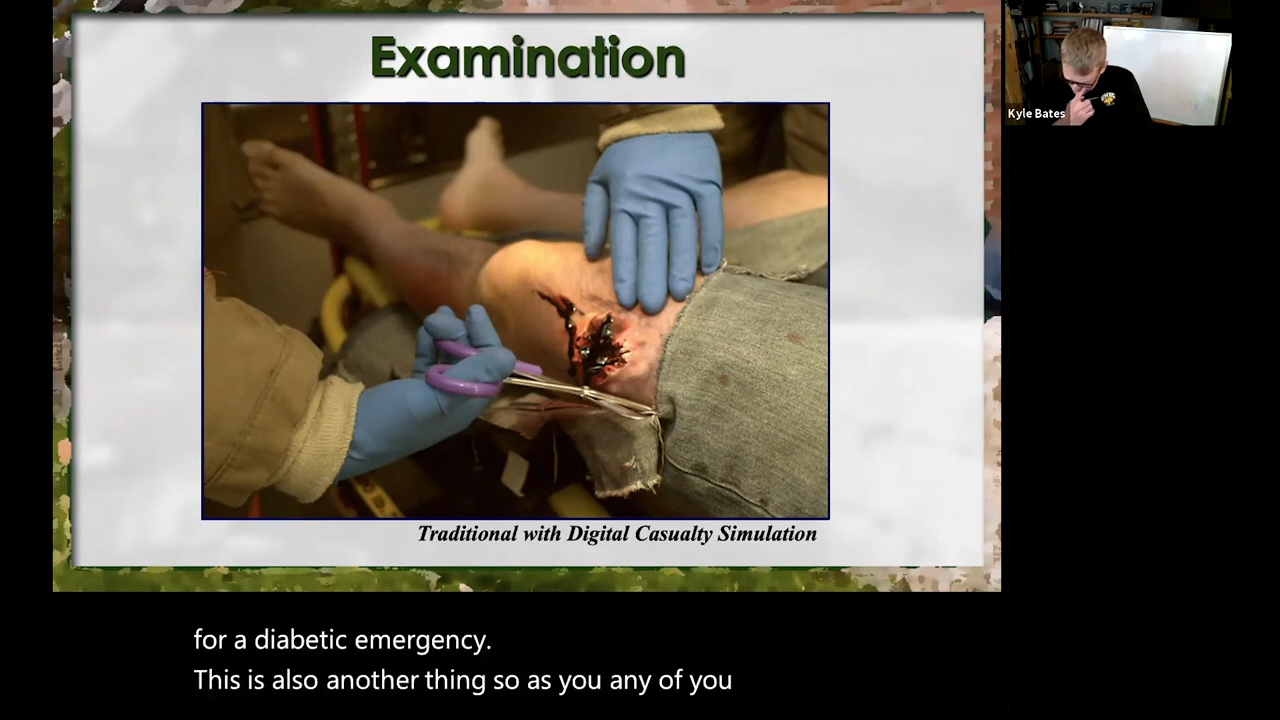 Examination
Kyle Bates
Traditional with Digital Casualty Simulation
for a diabetic emergency.
This is also another thing so as you any of you